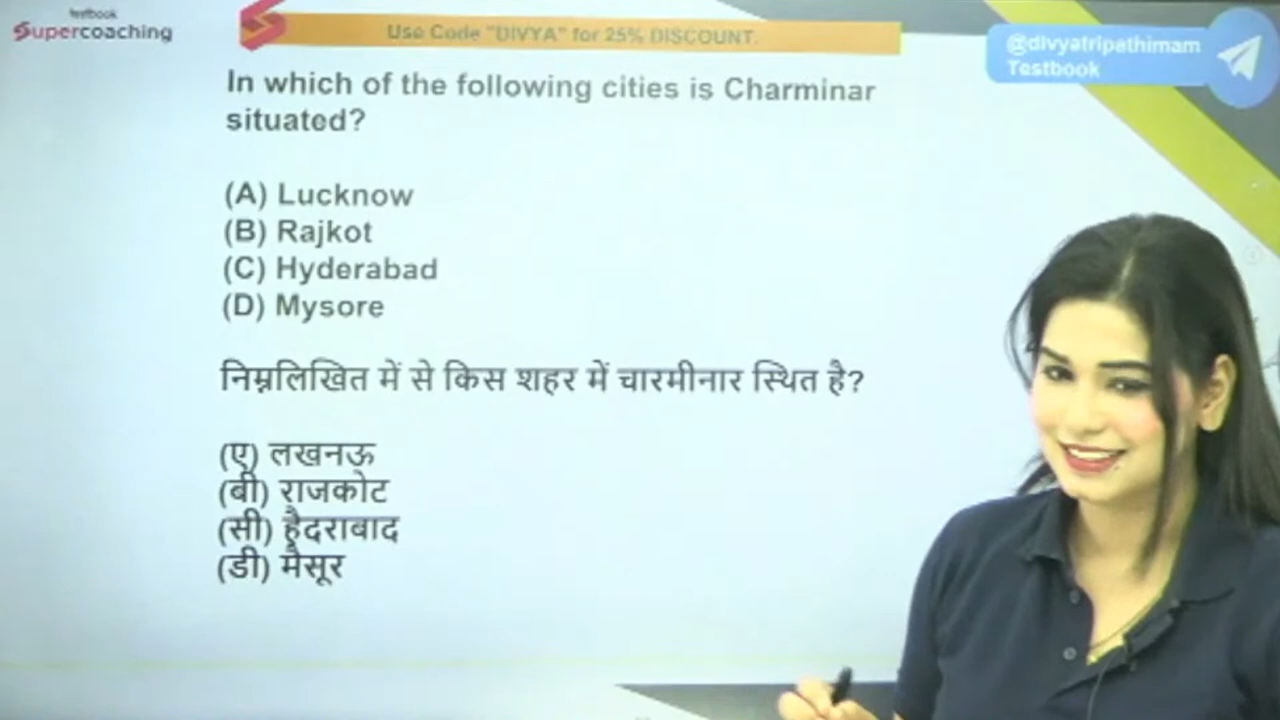 testbook
Supercoaching
Use Code "DIVYA" for 25% DISCOUNT.
@divyatripathimam
Testbook
In which of the following cities is Charminar
situated?
(A) Lucknow
(B) Rajkot
(C) Hyderabad
(D) Mysore
निम्नलिखित में से किस शहर में चारमीनार स्थित है?
(ए) लखनऊ
(बी) राजकोट
(सी) हैदराबाद
(डी) मैसूर